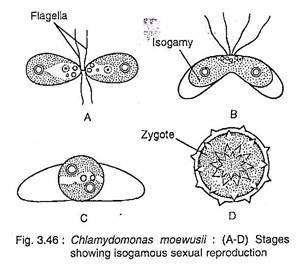 Flagella
Isogamy
A
B
Zygote
C
D
Fig. 3.46 : Chlamydomonas moewusii : (A-D) Stages
showing isogamous sexual reproduction